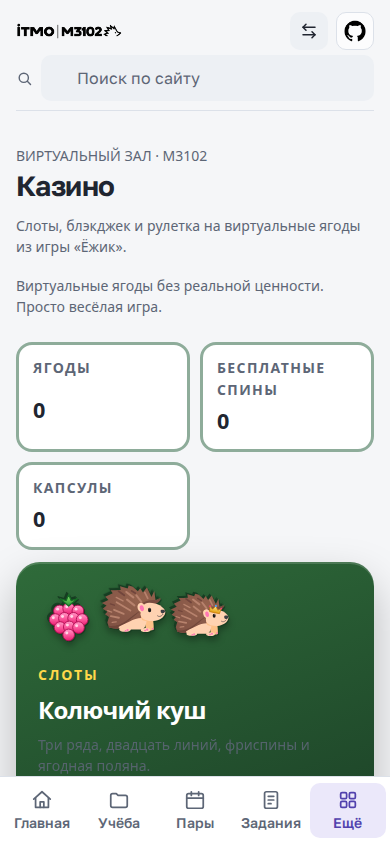 iTMO | M3102
Поиск по сайту
ВИРТУАЛЬНЫЙ ЗАЛ · M3102
Казино
Слоты, блэкджек и рулетка на виртуальные ягоды
из игры «Ёжик».
Виртуальные ягоды без реальной ценности.
Просто весёлая игра.
ЯГОДЫ
0
БЕСПЛАТНЫЕ
СПИНЫ
0
КАПСУЛЫ
0
СЛОТЫ
Колючий куш
Три ряда, двадцать линий, фриспины и
ягодная поляна.
Главная
Учёба
Пары
Задания
Ещё